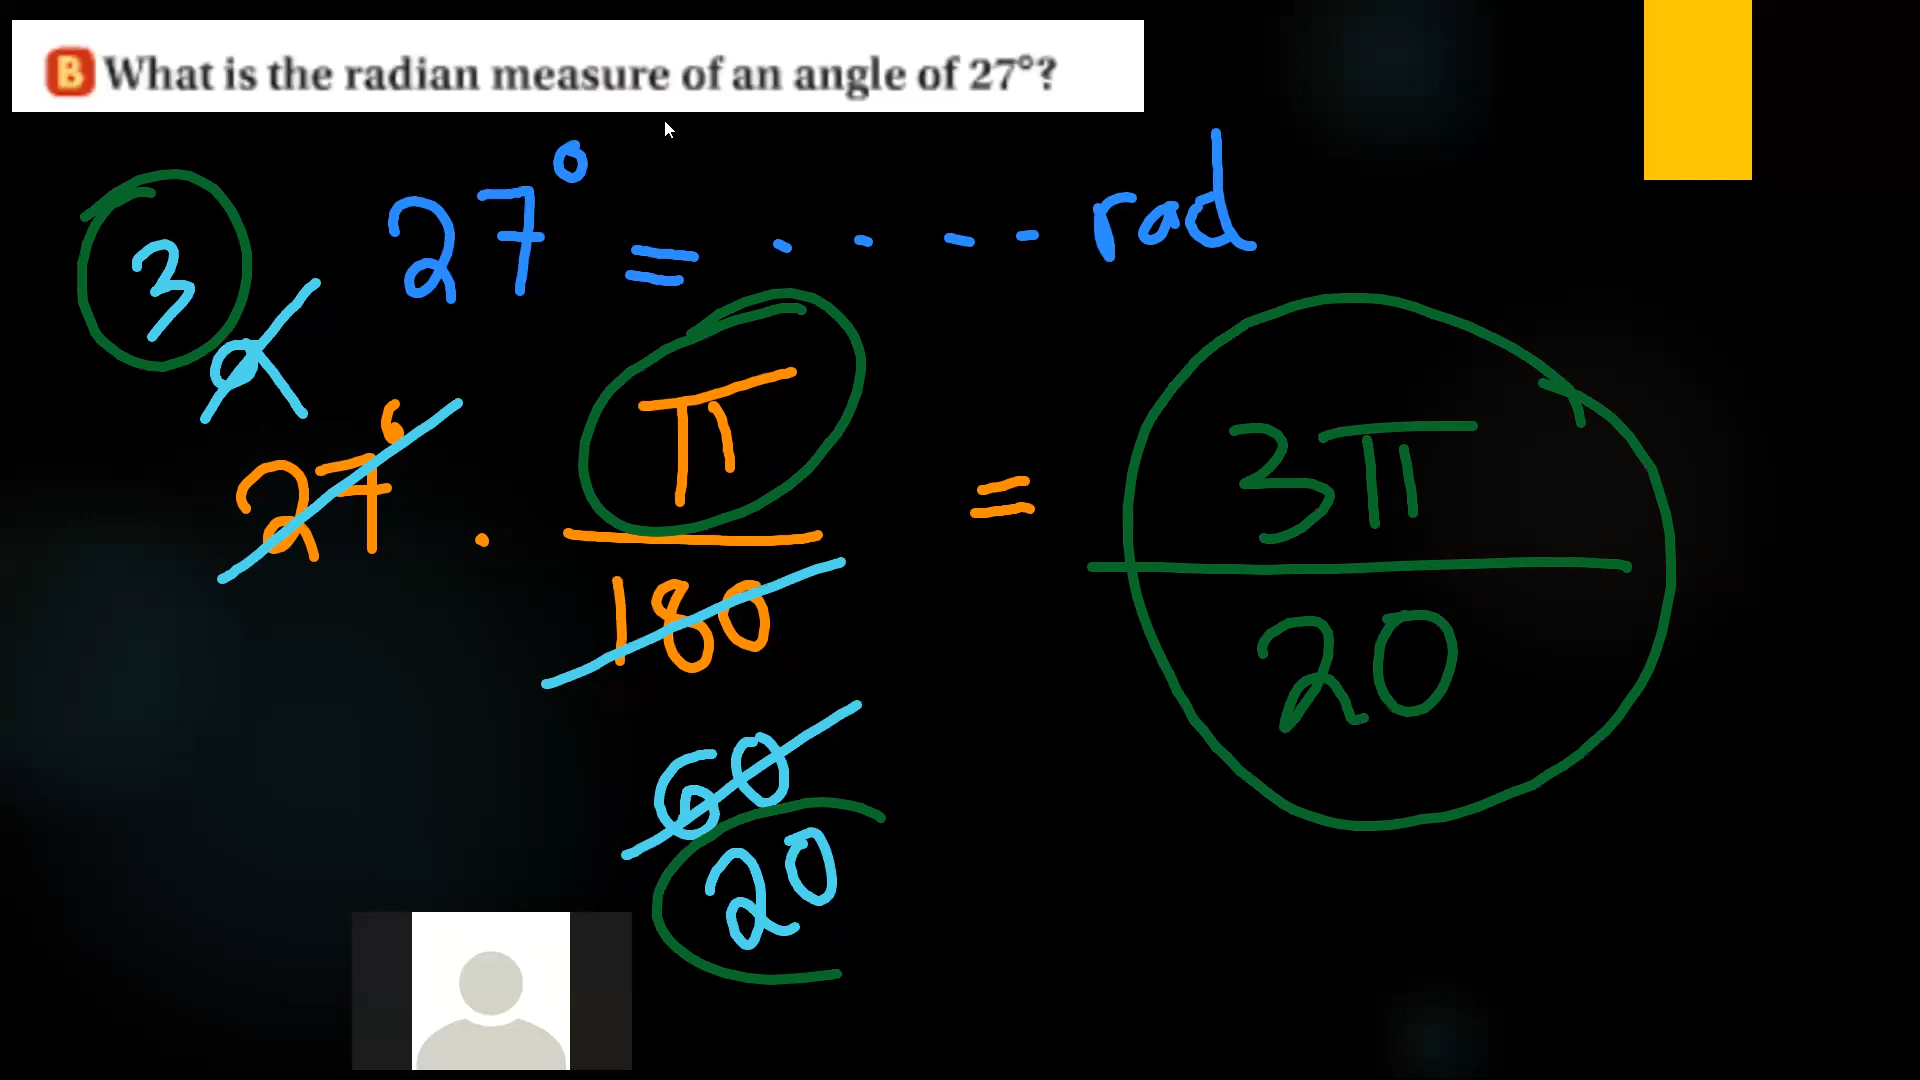 B What is the radian measure of an angle of 27°?
27° = . . - - rad
3
9
27° . π = 3π
180 20
60
20